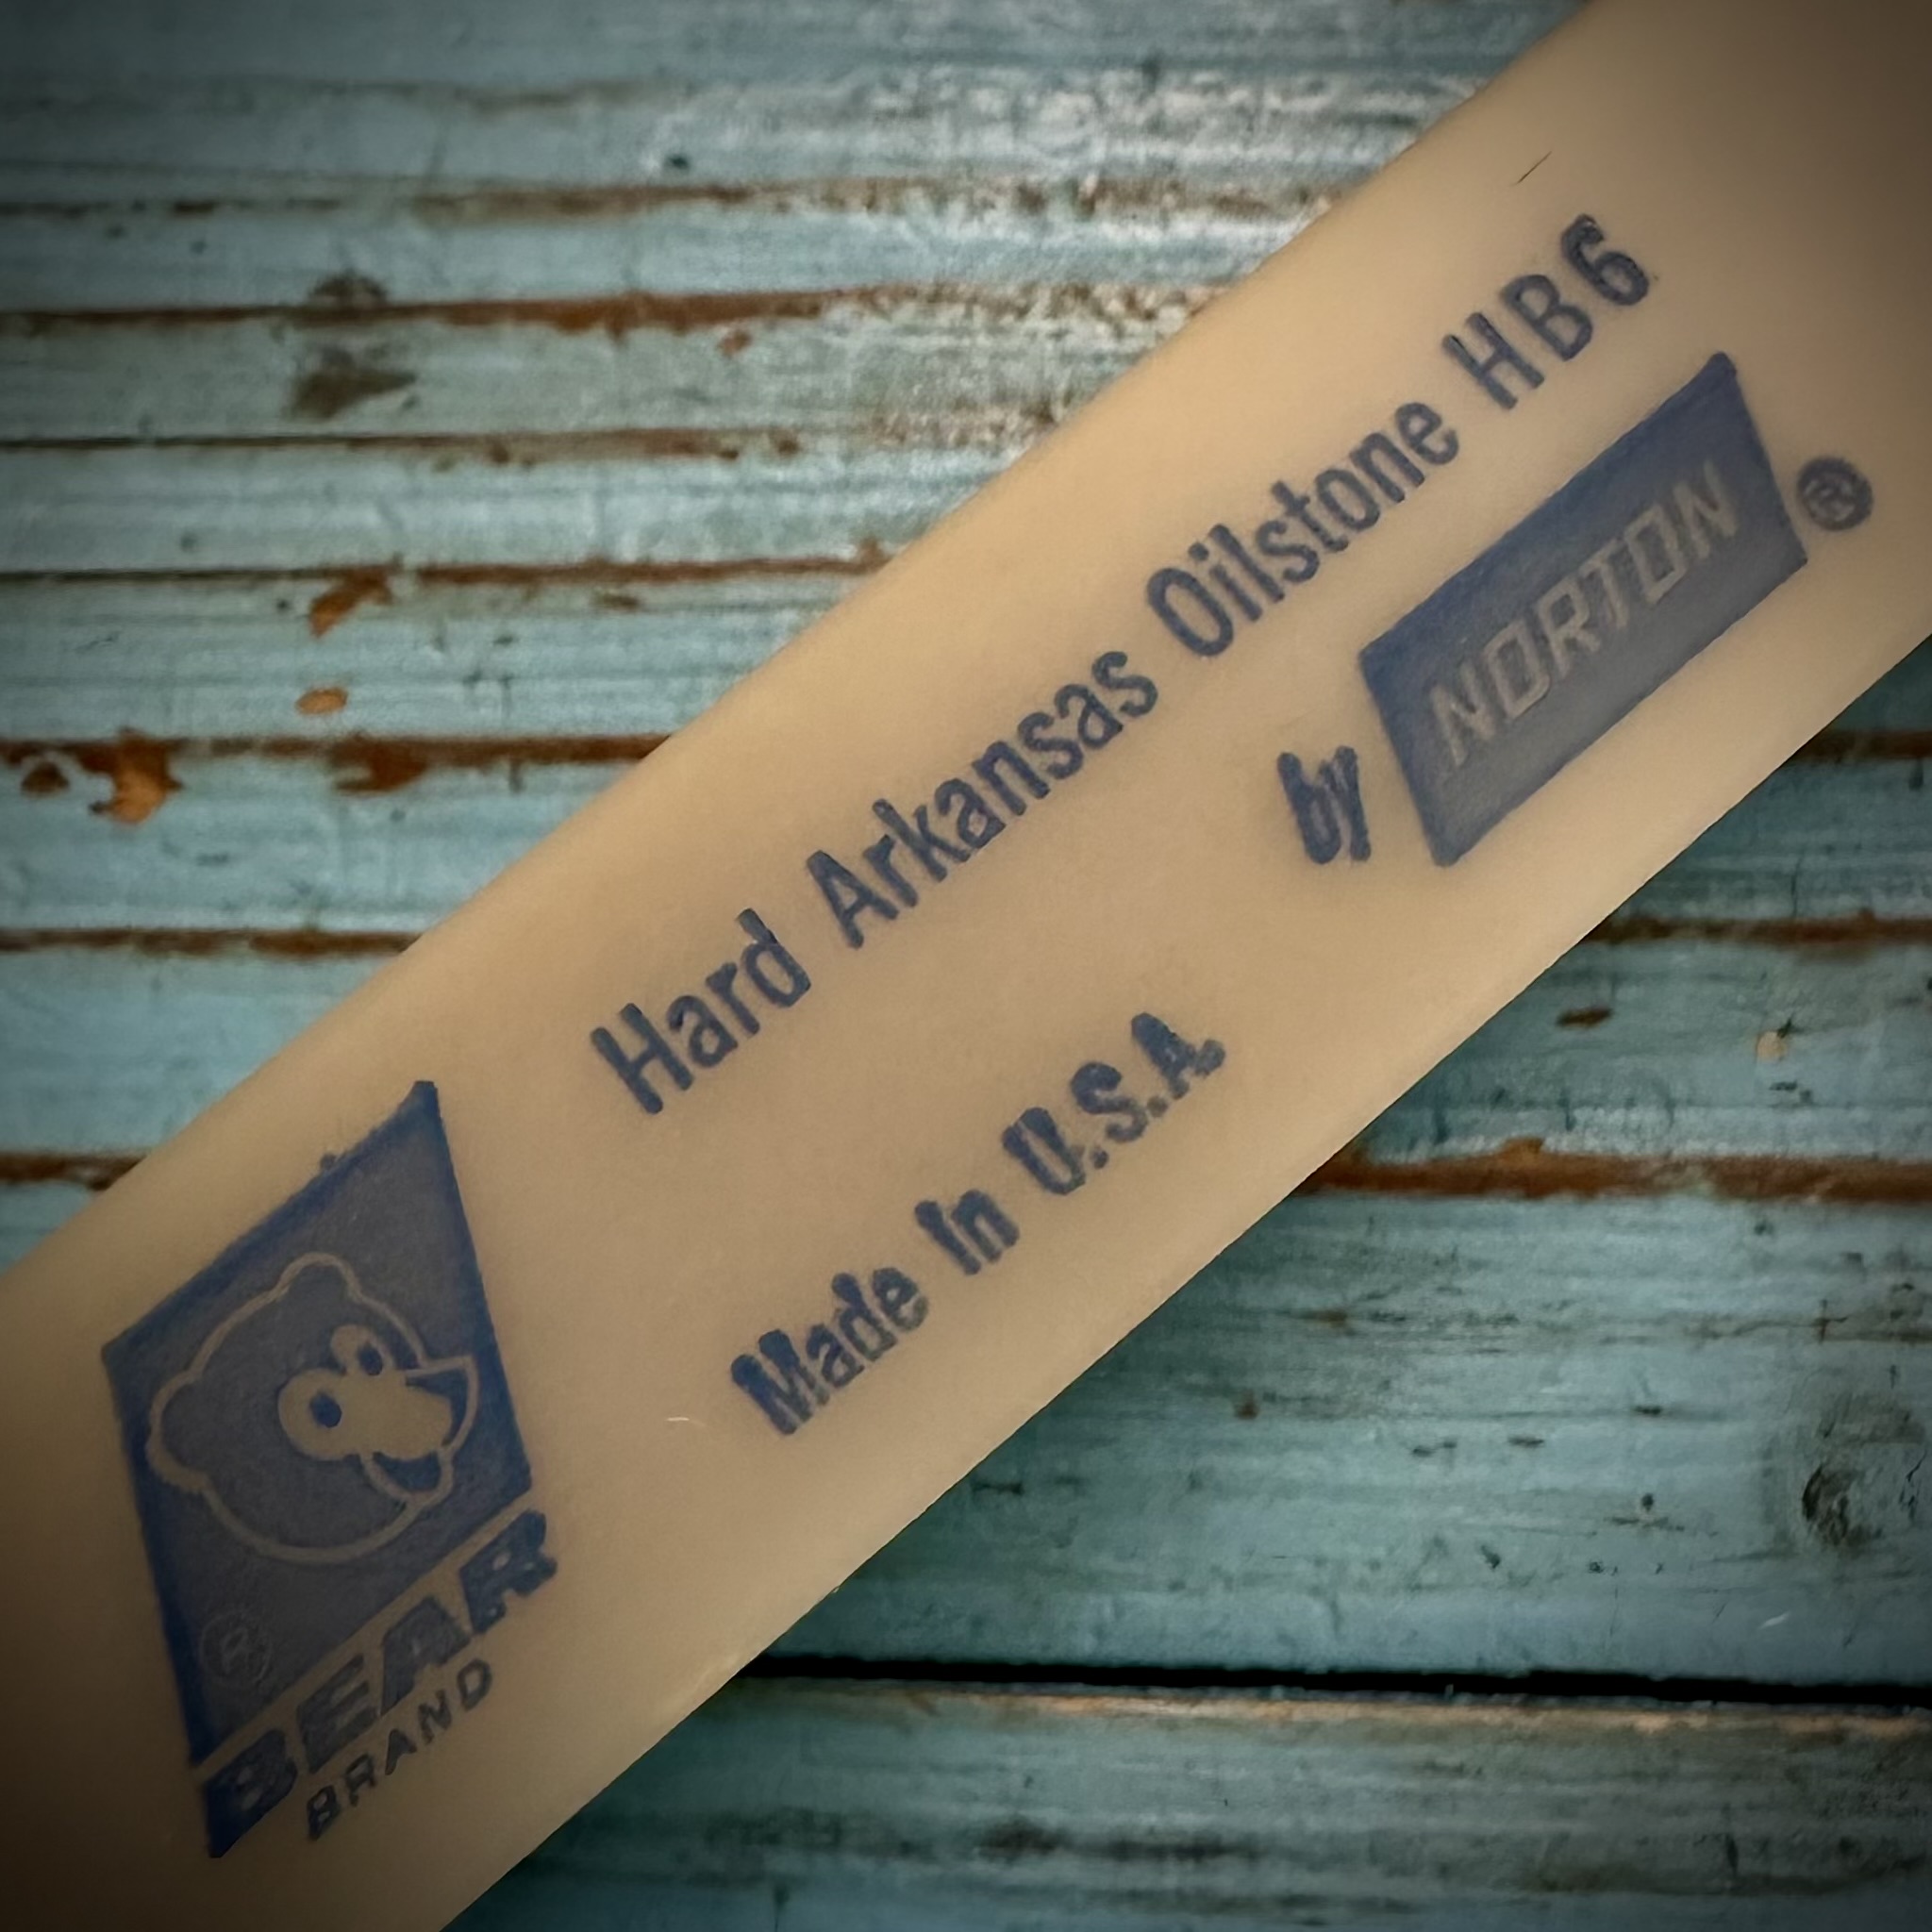 Hard Arkansas Oilstone HB6
by NORTON ®
Made In U.S.A.
®
BEAR
BRAND